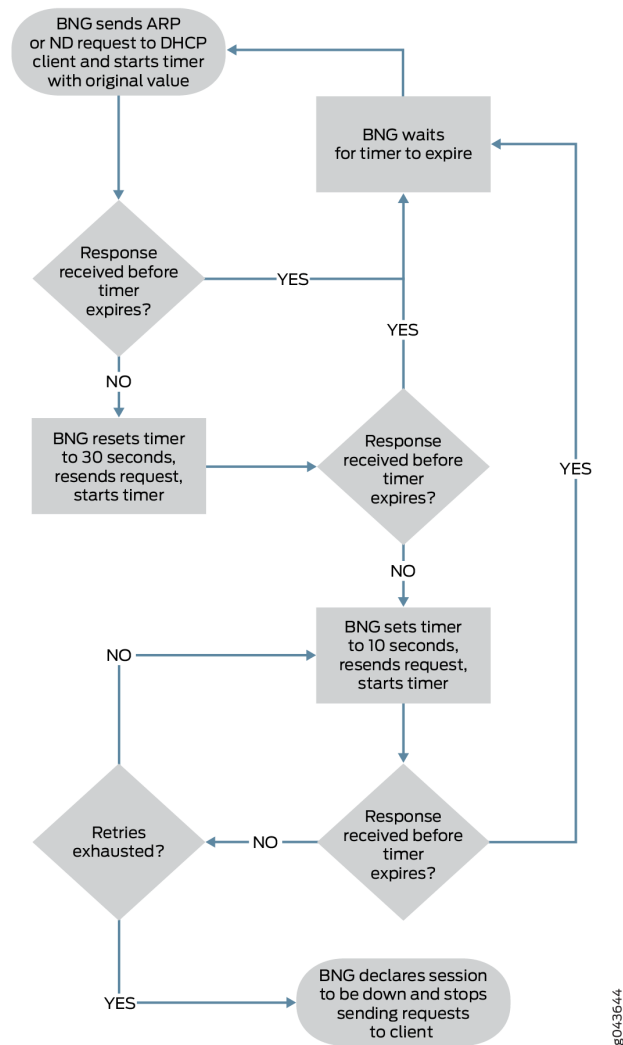 BNG sends ARP
or ND request to DHCP
client and starts timer
with original value
BNG waits
for timer to expire
Response
received before
timer
expires?
YES
YES
NO
BNG resets timer
to 30 seconds,
resends request,
starts timer
Response
received before
timer
expires?
YES
NO
BNG sets timer
to 10 seconds,
resends request,
starts timer
NO
Response
received before
timer
expires?
NO
Retries
exhausted?
YES
BNG declares session
to be down and stops
sending requests
to client
g043644